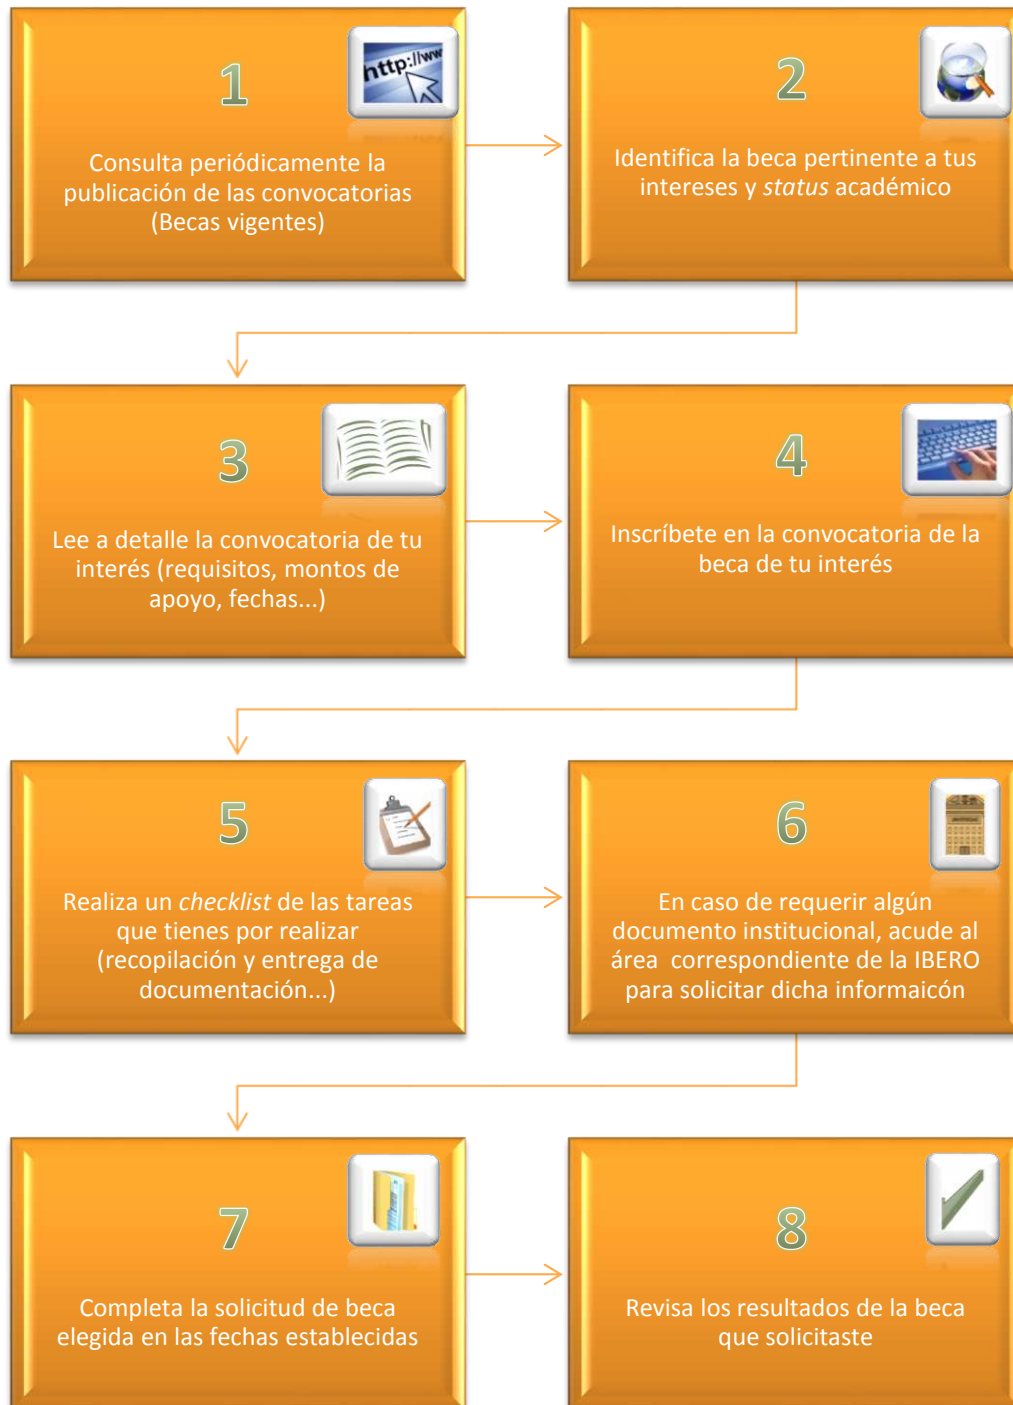 1
http://ww
Consulta periódicamente la
publicación de las convocatorias
(Becas vigentes)
2
Identifica la beca pertinente a tus
intereses y status académico
3
Lee a detalle la convocatoria de tu
interés (requisitos, montos de
apoyo, fechas...)
4
Inscríbete en la convocatoria de la
beca de tu interés
5
Realiza un checklist de las tareas
que tienes por realizar
(recopilación y entrega de
documentación...)
6
En caso de requerir algún
documento institucional, acude al
área correspondiente de la IBERO
para solicitar dicha informaicón
7
Completa la solicitud de beca
elegida en las fechas establecidas
8
Revisa los resultados de la beca
que solicitaste